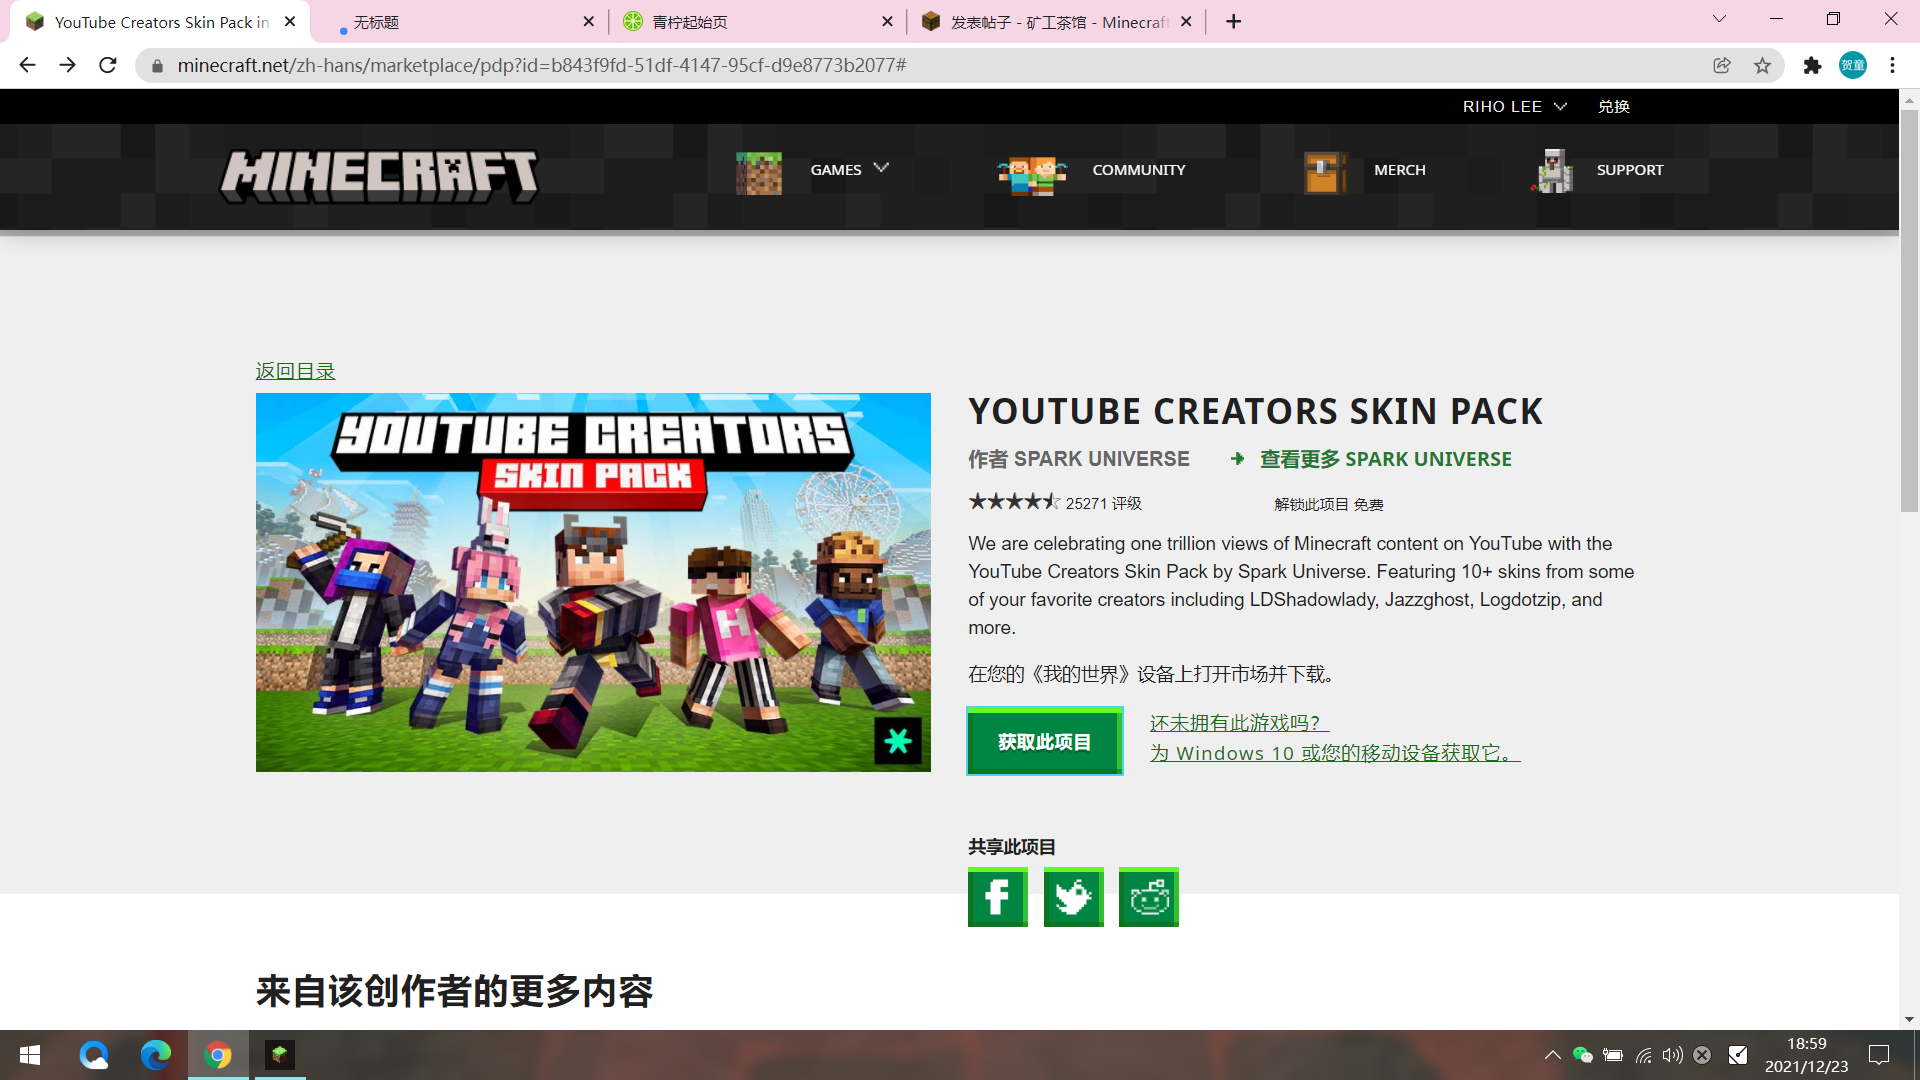 YouTube Creators Skin Pack in
无标题
青柠起始页
发表帖子 - 矿工茶馆 - Minecraft
minecraft.net/zh-hans/marketplace/pdp?id=b843f9fd-51df-4147-95cf-d9e8773b2077#
贺童
RIHO LEE
兑换
MINECRAFT
GAMES
COMMUNITY
MERCH
SUPPORT
返回目录
YOUTUBE CREATORS
SKIN PACK
H
YOUTUBE CREATORS SKIN PACK
作者 SPARK UNIVERSE
查看更多 SPARK UNIVERSE
25271 评级
解锁此项目 免费
We are celebrating one trillion views of Minecraft content on YouTube with the
YouTube Creators Skin Pack by Spark Universe. Featuring 10+ skins from some
of your favorite creators including LDShadowlady, Jazzghost, Logdotzip, and
more.
在您的《我的世界》设备上打开市场并下载。
获取此项目
还未拥有此游戏吗?
为 Windows 10 或您的移动设备获取它。
共享此项目
来自该创作者的更多内容
18:59
2021/12/23